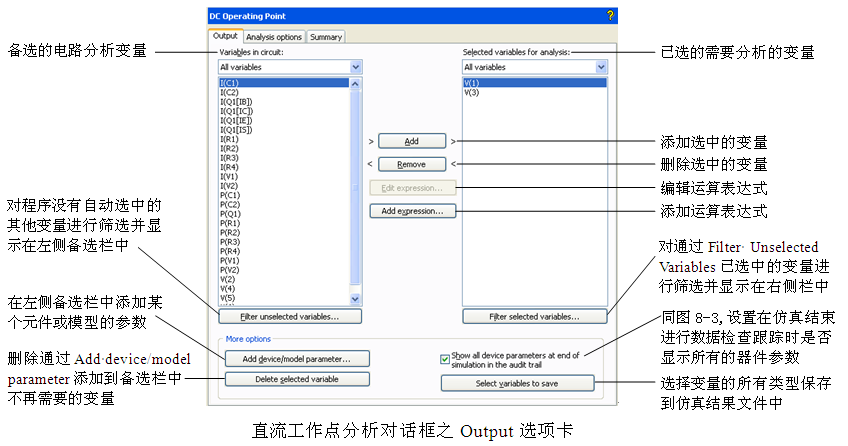 DC Operating Point
?
Output
Analysis options
Summary
备选的电路分析变量
Variables in circuit:
Selected variables for analysis:
已选的需要分析的变量
All variables
All variables
I(C1)
I(C2)
I(Q1[IB])
I(Q1[IC])
I(Q1[IE])
I(Q1[IS])
I(R1)
I(R2)
I(R3)
I(R4)
I(V1)
I(V2)
P(C1)
P(C2)
P(Q1)
P(R1)
P(R2)
P(R3)
P(R4)
P(V1)
P(V2)
V(2)
V(4)
V(5)
V(1)
V(3)
> Add >
添加选中的变量
< Remove <
删除选中的变量
Edit expression...
编辑运算表达式
Add expression...
添加运算表达式
对程序没有自动选中的
其他变量进行筛选并显
示在左侧备选栏中
对通过 Filter· Unselected
Variables 已选中的变量进
行筛选并显示在右侧栏中
Filter unselected variables...
Filter selected variables...
在左侧备选栏中添加某
个元件或模型的参数
More options
Add device/model parameter...
Show all device parameters at end of
simulation in the audit trail
同图 8-3, 设置在仿真结束
进行数据检查跟踪时是否
显示所有的器件参数
删除通过 Add·device/model
parameter 添加到备选栏中
不再需要的变量
Delete selected variable
Select variables to save
选择变量的所有类型保存
到仿真结果文件中
直流工作点分析对话框之 Output 选项卡